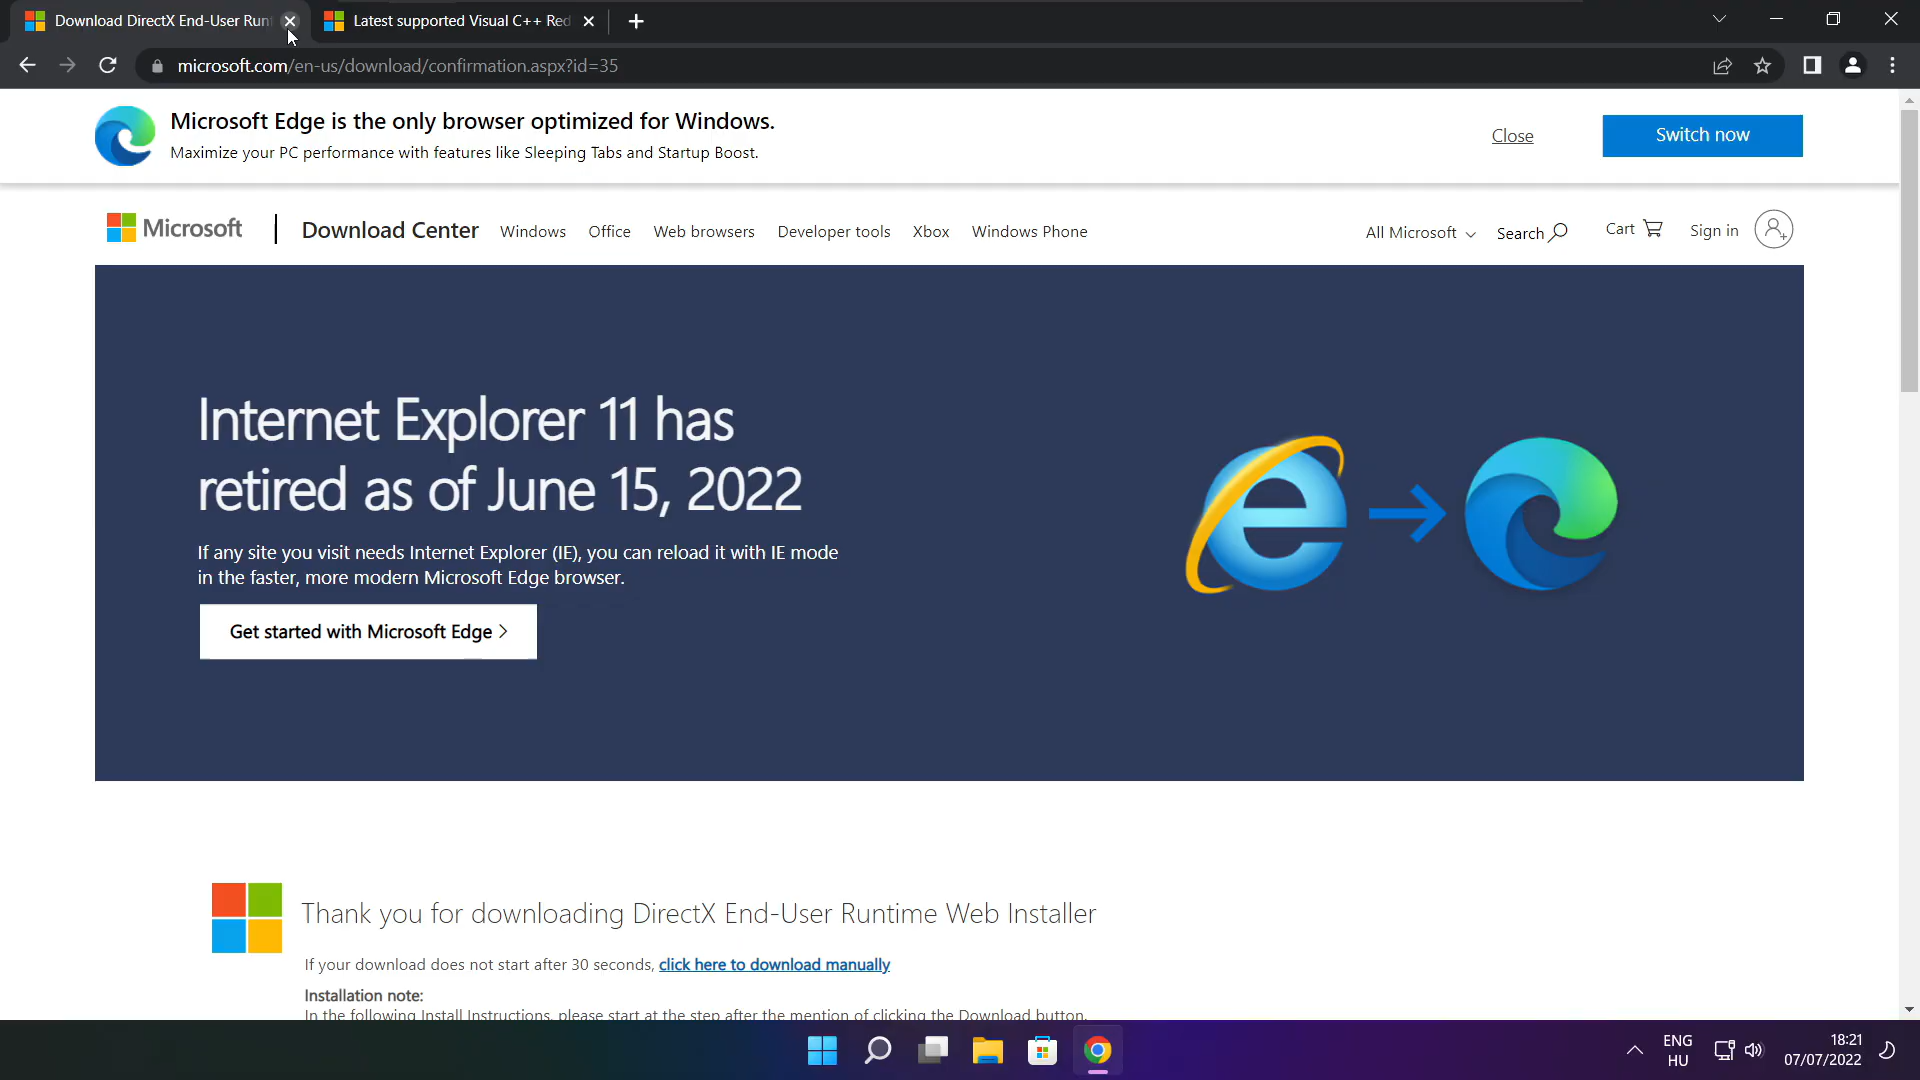 Download DirectX End-User Run
Latest supported Visual C++ Red
microsoft.com/en-us/download/confirmation.aspx?id=35
Microsoft Edge is the only browser optimized for Windows.
Maximize your PC performance with features like Sleeping Tabs and Startup Boost.
Close
Switch now
Microsoft
Download Center
Windows
Office
Web browsers
Developer tools
Xbox
Windows Phone
All Microsoft
Search
Cart
Sign in
Internet Explorer 11 has
retired as of June 15, 2022
If any site you visit needs Internet Explorer (IE), you can reload it with IE mode
in the faster, more modern Microsoft Edge browser.
Get started with Microsoft Edge >
Thank you for downloading DirectX End-User Runtime Web Installer
If your download does not start after 30 seconds, click here to download manually
Installation note:
In the following Install Instructions, please start at the step after the mention of clicking the Download button.
ENG
HU
18:21
07/07/2022